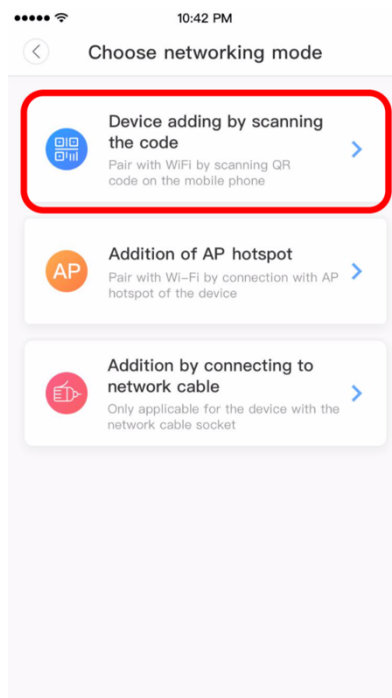 10:42 PM
Choose networking mode
Device adding by scanning
the code
Pair with WiFi by scanning QR
code on the mobile phone
AP
Addition of AP hotspot
Pair with Wi-Fi by connection with AP
hotspot of the device
Addition by connecting to
network cable
Only applicable for the device with the
network cable socket